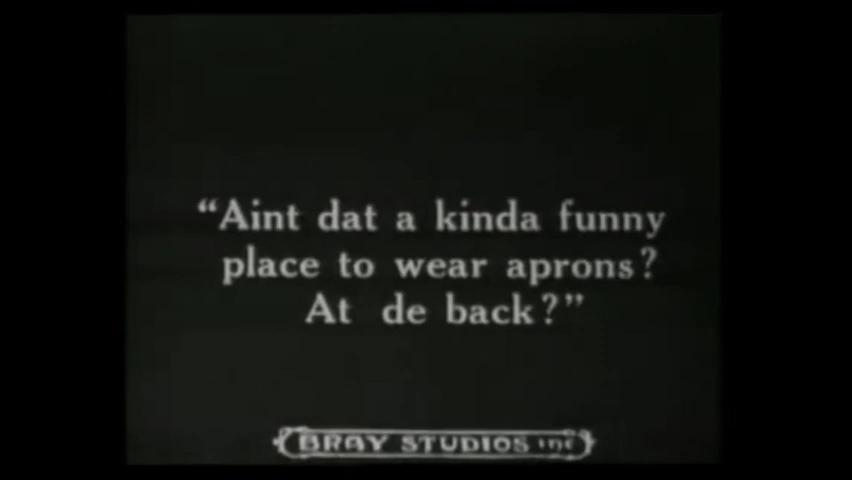 “Aint dat a kinda funny
place to wear aprons?
At de back?”
BRAY STUDIOS inc